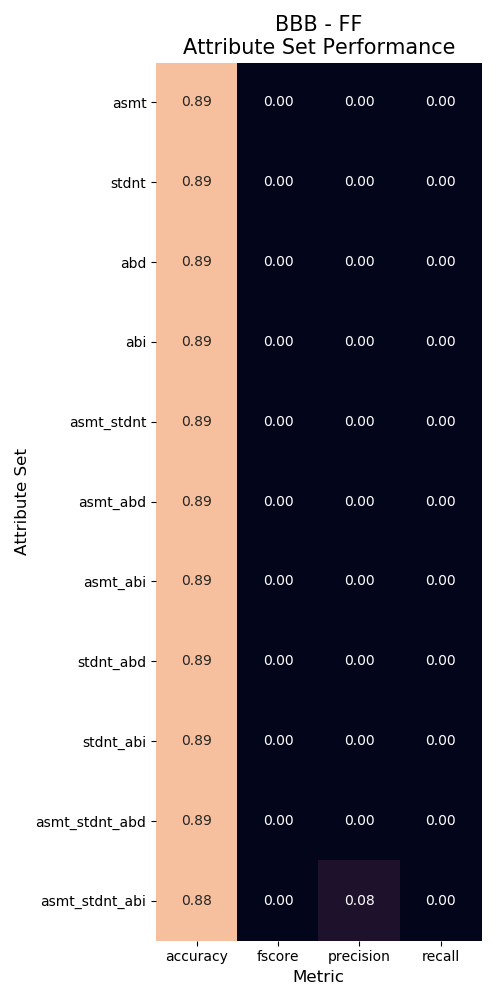 BBB - FF
Attribute Set Performance
Attribute Set
asmt 0.89 0.00 0.00 0.00
stdnt 0.89 0.00 0.00 0.00
abd 0.89 0.00 0.00 0.00
abi 0.89 0.00 0.00 0.00
asmt_stdnt 0.89 0.00 0.00 0.00
asmt_abd 0.89 0.00 0.00 0.00
asmt_abi 0.89 0.00 0.00 0.00
stdnt_abd 0.89 0.00 0.00 0.00
stdnt_abi 0.89 0.00 0.00 0.00
asmt_stdnt_abd 0.89 0.00 0.00 0.00
asmt_stdnt_abi 0.88 0.00 0.08 0.00
accuracy fscore precision recall
Metric